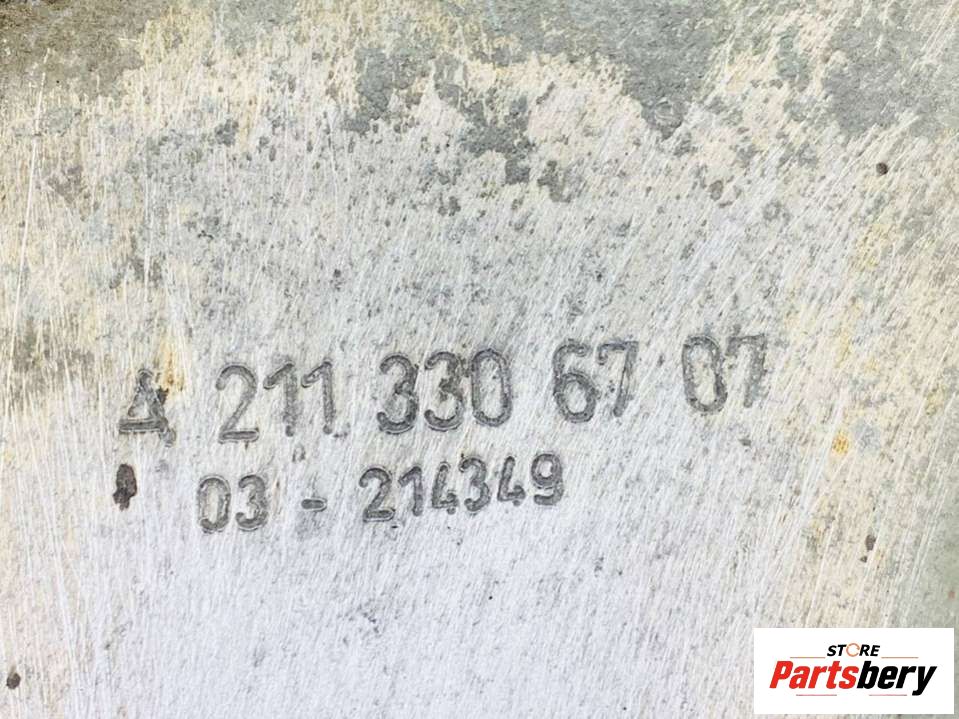 A 211 330 67 07
03 - 214349
STORE
Partsbery